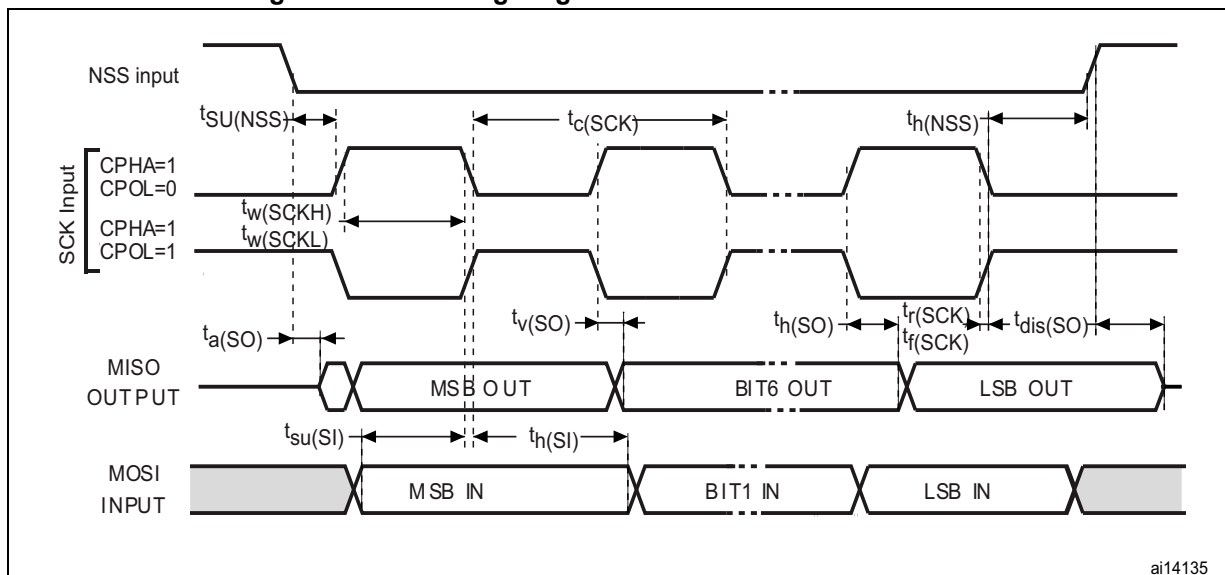 NSS input
tSU(NSS)
tc(SCK)
th(NSS)
SCK Input
CPHA=1
CPOL=0
tw(SCKH)
CPHA=1
tw(SCKL)
CPOL=1
ta(SO)
tv(SO)
th(SO)
tr(SCK)
tf(SCK)
tdis(SO)
MISO
OUTPUT
MSB OUT
BIT6 OUT
LSB OUT
tsu(SI)
th(SI)
MOSI
INPUT
MSB IN
BIT1 IN
LSB IN
ai14135